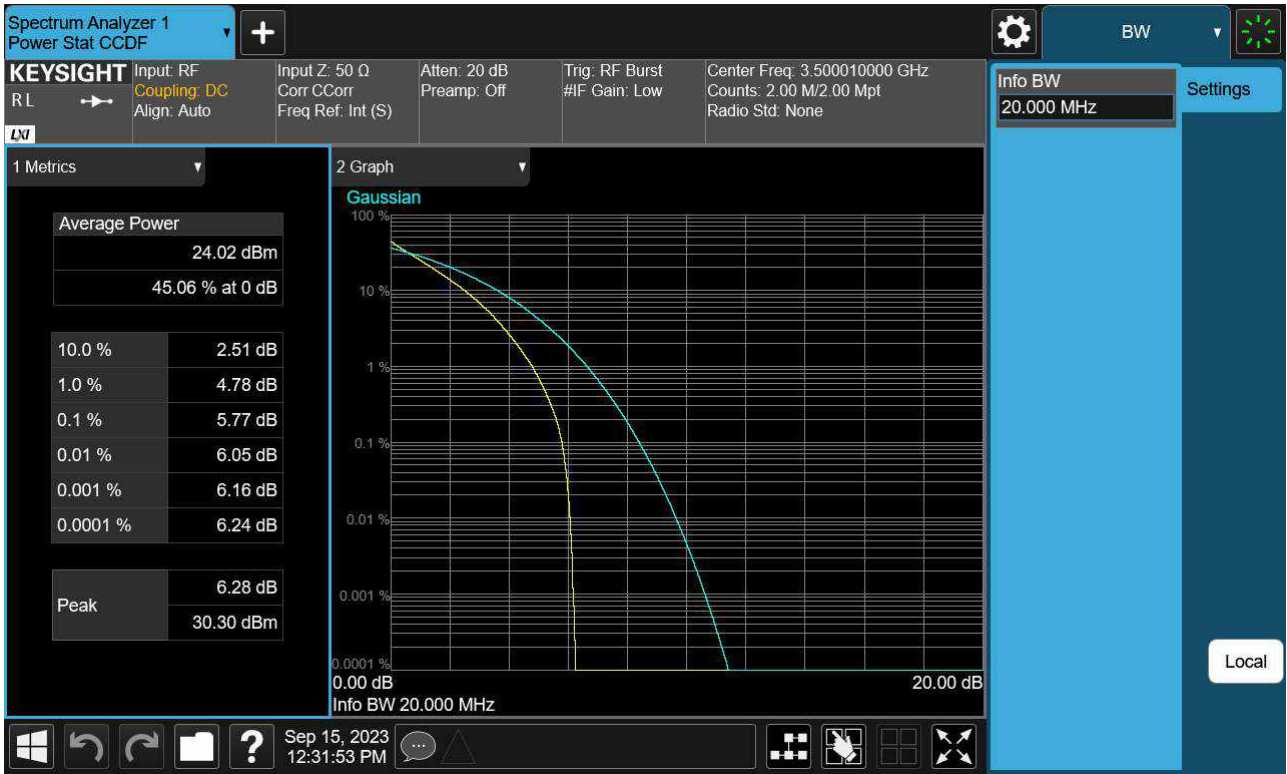 Spectrum Analyzer 1
Power Stat CCDF
BW
KEYSIGHT
R L
LXI
Input: RF
Coupling: DC
Align: Auto
Input Z: 50 Ω
Corr CCorr
Freq Ref: Int (S)
Atten: 20 dB
Preamp: Off
Trig: RF Burst
#IF Gain: Low
Center Freq: 3.500010000 GHz
Counts: 2.00 M/2.00 Mpt
Radio Std: None
Info BW
20.000 MHz
Settings
1 Metrics
Average Power
24.02 dBm
45.06 % at 0 dB
10.0 % 2.51 dB
1.0 % 4.78 dB
0.1 % 5.77 dB
0.01 % 6.05 dB
0.001 % 6.16 dB
0.0001 % 6.24 dB
Peak
6.28 dB
30.30 dBm
2 Graph
Gaussian
100 %
10 %
1 %
0.1 %
0.01 %
0.001 %
0.0001 %
0.00 dB 20.00 dB
Info BW 20.000 MHz
Local
?
Sep 15, 2023
12:31:53 PM